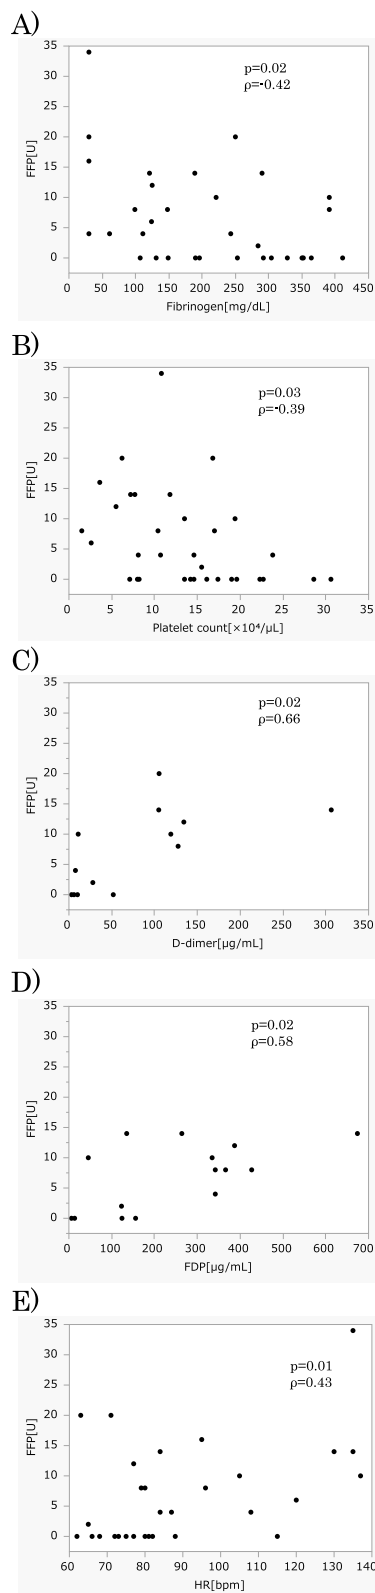 A)
35
30
25
20
15
10
5
0
FFP[U]
p=0.02
ρ=-0.42
0 50 100 150 200 250 300 350 400 450
Fibrinogen[mg/dL]
B)
35
30
25
20
15
10
5
0
FFP[U]
p=0.03
ρ=-0.39
0 5 10 15 20 25 30 35
Platelet count[×10⁴/μL]
C)
35
30
25
20
15
10
5
0
FFP[U]
p=0.02
ρ=0.66
0 50 100 150 200 250 300 350
D-dimer[μg/mL]
D)
35
30
25
20
15
10
5
0
FFP[U]
p=0.02
ρ=0.58
0 100 200 300 400 500 600 700
FDP[μg/mL]
E)
35
30
25
20
15
10
5
0
FFP[U]
p=0.01
ρ=0.43
60 70 80 90 100 110 120 130 140
HR[bpm]